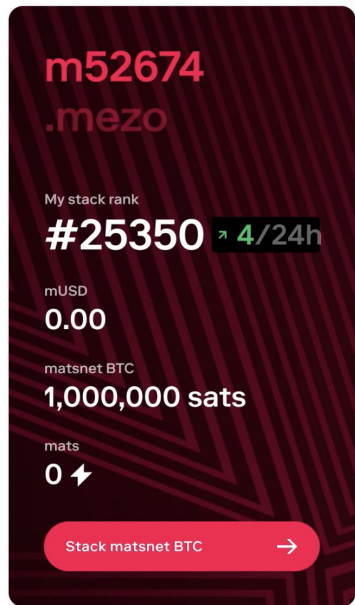 m52674
.mezo
My stack rank
#25350 ↗ 4/24h
mUSD
0.00
matsnet BTC
1,000,000 sats
mats
0
Stack matsnet BTC →